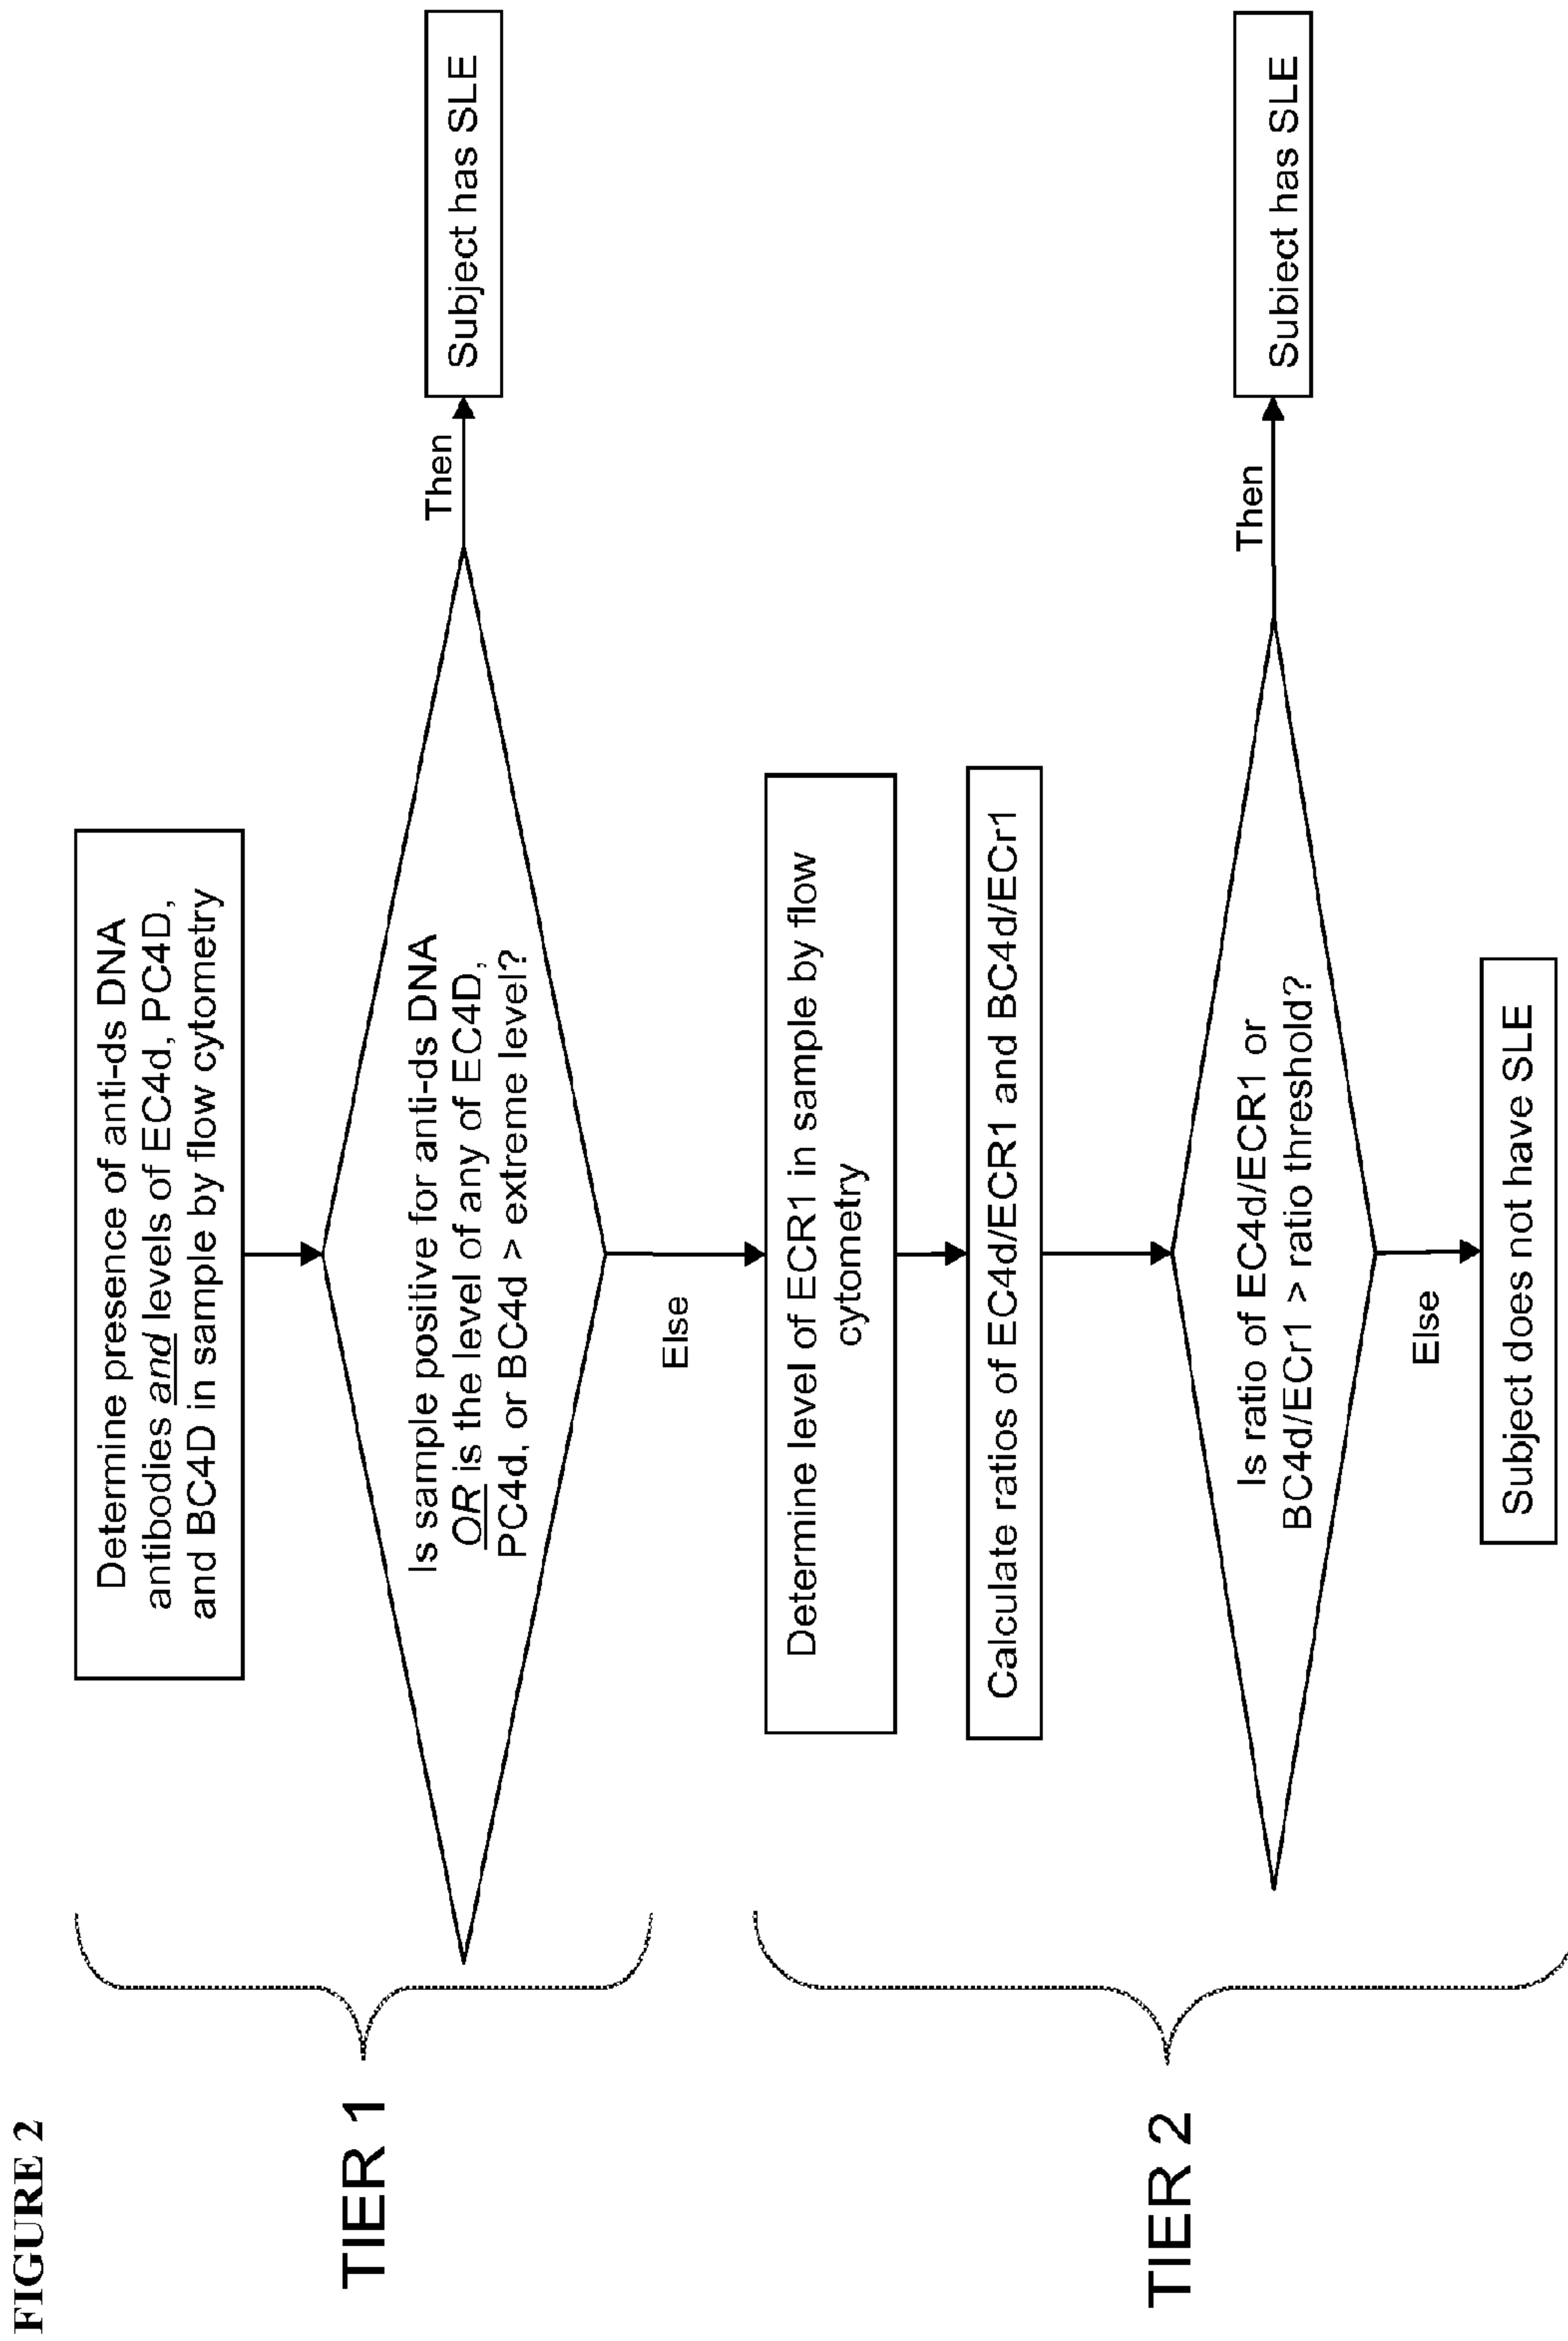 FIGURE 2
TIER 1
Determine presence of anti-ds DNA
antibodies and levels of EC4d, PC4D,
and BC4D in sample by flow cytometry
Is sample positive for anti-ds DNA
OR is the level of any of EC4D,
PC4d, or BC4d > extreme level?
Then
Subject has SLE
Else
TIER 2
Determine level of ECR1 in sample by flow
cytometry
Calculate ratios of EC4d/ECR1 and BC4d/ECr1
Is ratio of EC4d/ECR1 or
BC4d/ECr1 > ratio threshold?
Then
Subject has SLE
Else
Subject does not have SLE